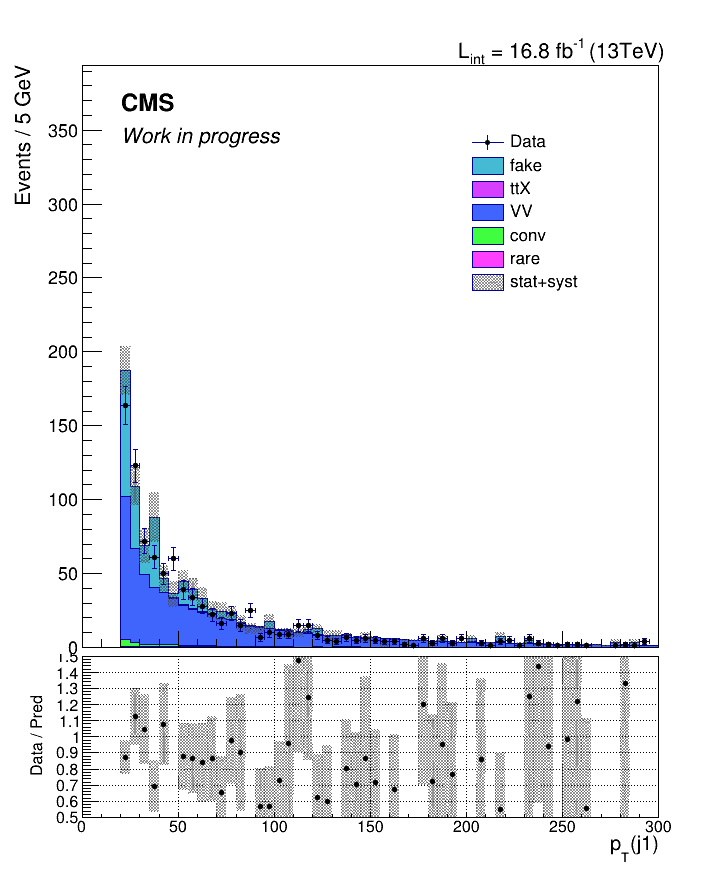 L_int = 16.8 fb^-1 (13TeV)
Events / 5 GeV
CMS
Work in progress
Data
fake
ttX
VV
conv
rare
stat+syst
350
300
250
200
150
100
50
0
Data / Pred
1.5
1.4
1.3
1.2
1.1
1
0.9
0.8
0.7
0.6
0.5
0 50 100 150 200 250 300
p_T(j1)